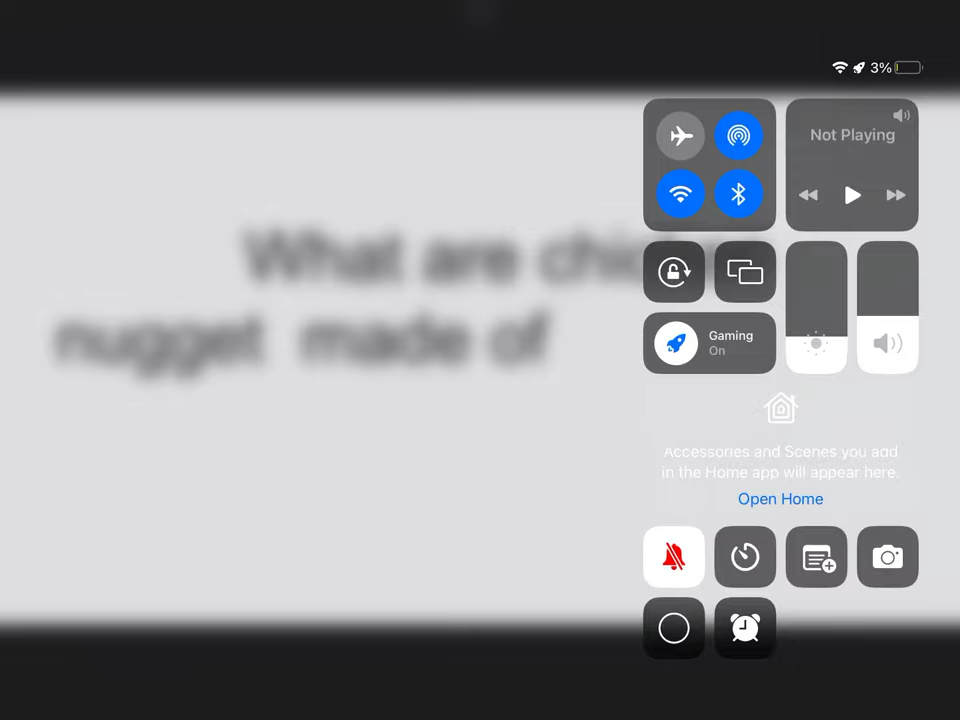 3%
Not Playing
What are
nugget made of
Gaming
On
Accessories and Scenes you add
in the Home app will appear here.
Open Home